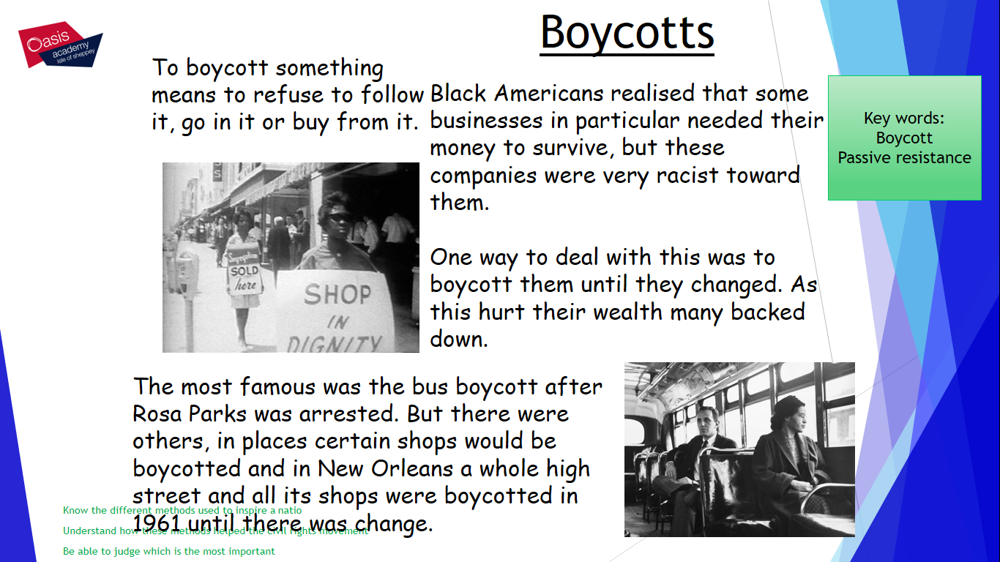 Oasis
academy
isle of sheppey
Boycotts
To boycott something
means to refuse to follow
it, go in it or buy from it.
Black Americans realised that some
businesses in particular needed their
money to survive, but these
companies were very racist toward
them.
One way to deal with this was to
boycott them until they changed. As
this hurt their wealth many backed
down.
Key words:
Boycott
Passive resistance
S
Segregation
SOLD
here
SHOP
IN
DIGNITY
The most famous was the bus boycott after
Rosa Parks was arrested. But there were
others, in places certain shops would be
boycotted and in New Orleans a whole high
street and all its shops were boycotted in
1961 until there was change.
Know the different methods used to inspire a natio
Understand how these methods helped the civil rights movement
Be able to judge which is the most important